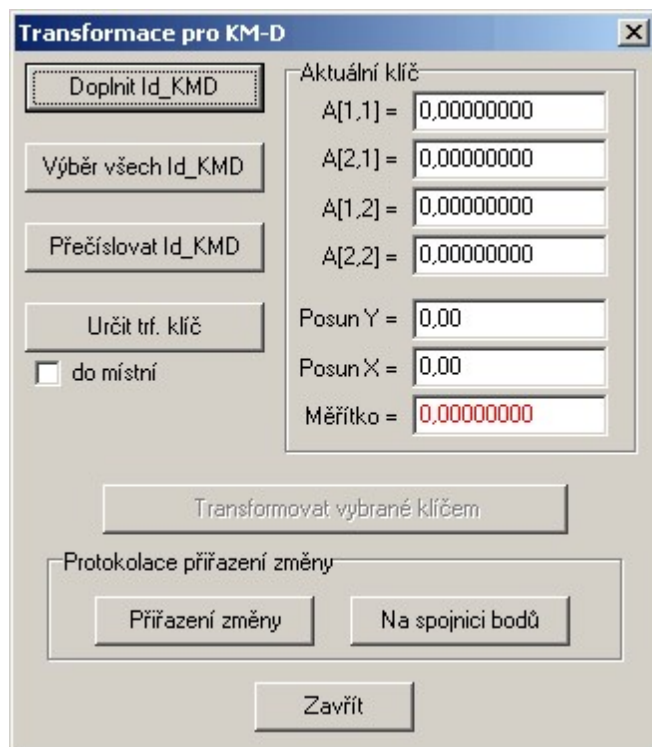 Transformace pro KM-D
Doplnit Id_KMD
Výběr všech Id_KMD
Přečíslovat Id_KMD
Určit trf. klíč
do místní
Aktuální klíč
A[1,1] = 0,00000000
A[2,1] = 0,00000000
A[1,2] = 0,00000000
A[2,2] = 0,00000000
Posun Y = 0,00
Posun X = 0,00
Měřítko = 0,00000000
Transformovat vybrané klíčem
Protokolace přiřazení změny
Přiřazení změny
Na spojnici bodů
Zavřít